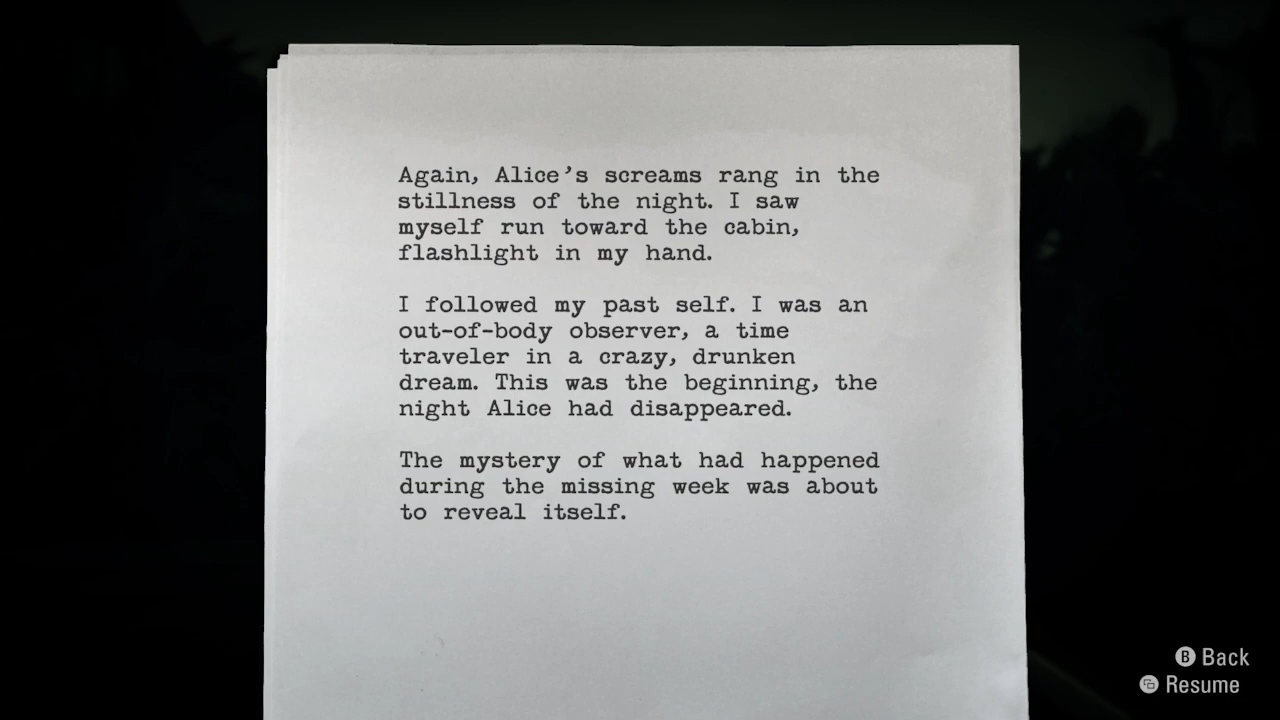 Again, Alice's screams rang in the
stillness of the night. I saw
myself run toward the cabin,
flashlight in my hand.
I followed my past self. I was an
out-of-body observer, a time
traveler in a crazy, drunken
dream. This was the beginning, the
night Alice had disappeared.
The mystery of what had happened
during the missing week was about
to reveal itself.
B Back
Resume